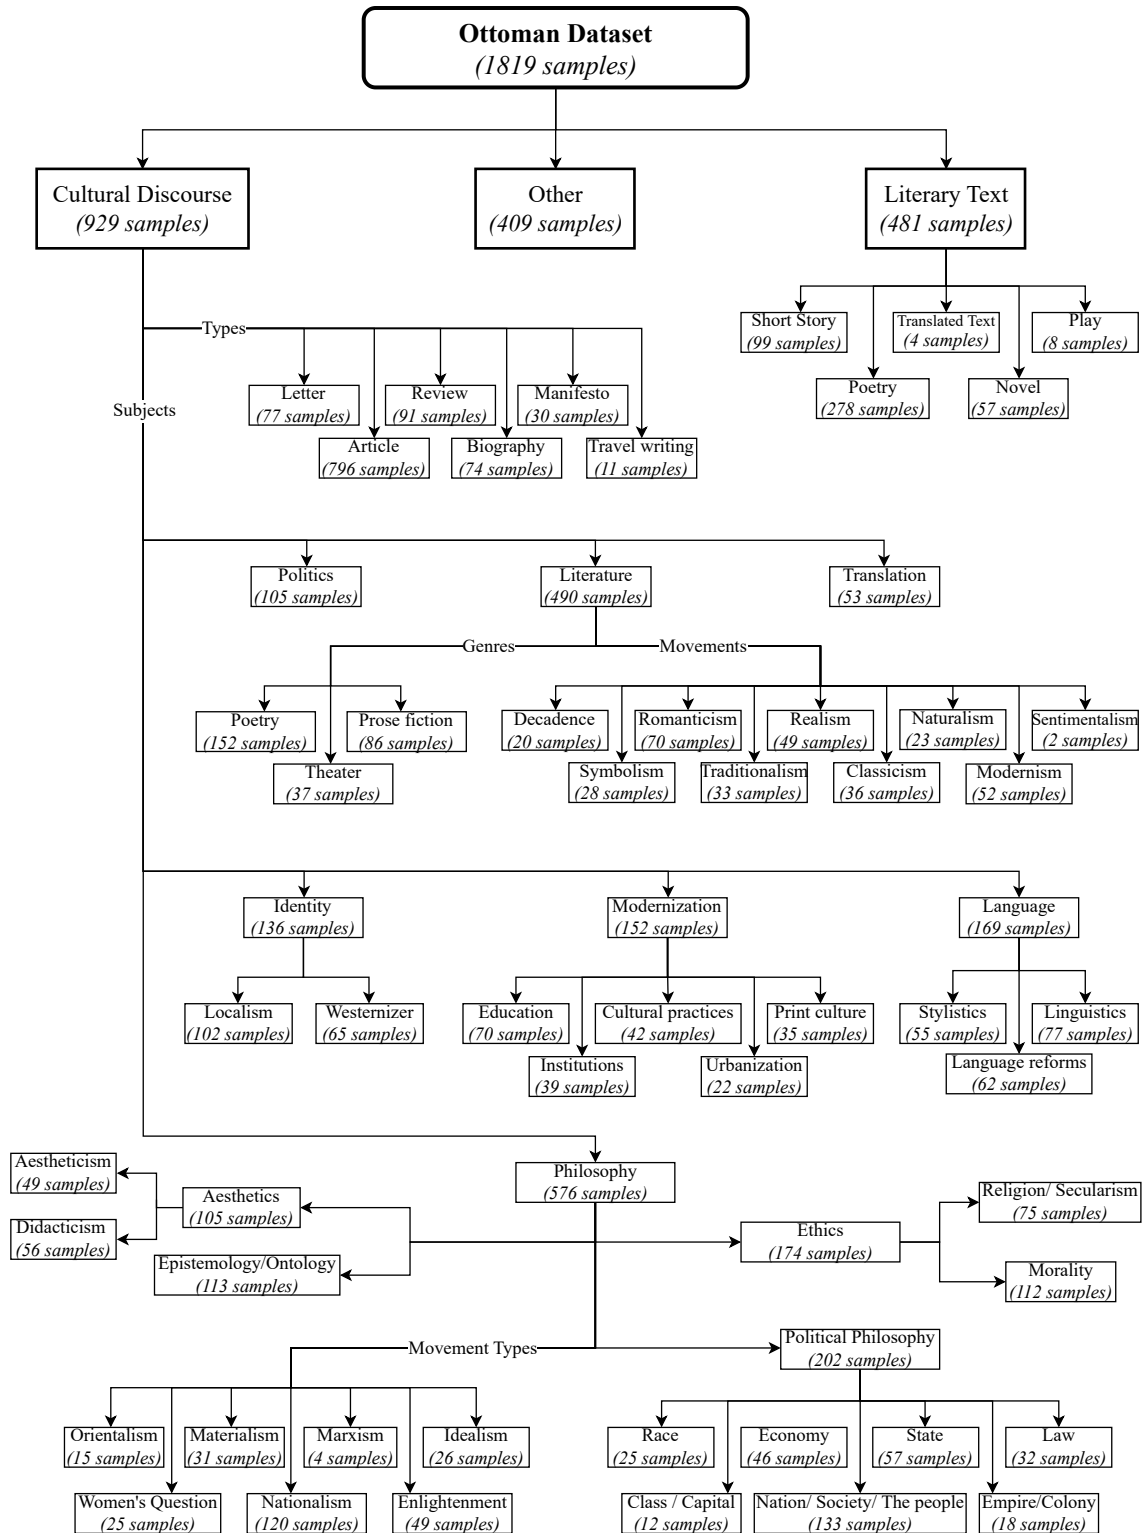 Ottoman Dataset
(1819 samples)
Cultural Discourse
(929 samples)
Other
(409 samples)
Literary Text
(481 samples)
Short Story
(99 samples)
Translated Text
(4 samples)
Play
(8 samples)
Poetry
(278 samples)
Novel
(57 samples)
Types
Letter
(77 samples)
Review
(91 samples)
Manifesto
(30 samples)
Subjects
Article
(796 samples)
Biography
(74 samples)
Travel writing
(11 samples)
Politics
(105 samples)
Literature
(490 samples)
Translation
(53 samples)
Genres
Movements
Poetry
(152 samples)
Prose fiction
(86 samples)
Theater
(37 samples)
Decadence
(20 samples)
Romanticism
(70 samples)
Realism
(49 samples)
Naturalism
(23 samples)
Sentimentalism
(2 samples)
Symbolism
(28 samples)
Traditionalism
(33 samples)
Classicism
(36 samples)
Modernism
(52 samples)
Identity
(136 samples)
Modernization
(152 samples)
Language
(169 samples)
Localism
(102 samples)
Westernizer
(65 samples)
Education
(70 samples)
Cultural practices
(42 samples)
Print culture
(35 samples)
Institutions
(39 samples)
Urbanization
(22 samples)
Stylistics
(55 samples)
Linguistics
(77 samples)
Language reforms
(62 samples)
Philosophy
(576 samples)
Aestheticism
(49 samples)
Aesthetics
(105 samples)
Didacticism
(56 samples)
Epistemology/Ontology
(113 samples)
Ethics
(174 samples)
Religion/ Secularism
(75 samples)
Morality
(112 samples)
Movement Types
Political Philosophy
(202 samples)
Orientalism
(15 samples)
Materialism
(31 samples)
Marxism
(4 samples)
Idealism
(26 samples)
Women's Question
(25 samples)
Nationalism
(120 samples)
Enlightenment
(49 samples)
Race
(25 samples)
Economy
(46 samples)
State
(57 samples)
Law
(32 samples)
Class / Capital
(12 samples)
Nation/ Society/ The people
(133 samples)
Empire/Colony
(18 samples)